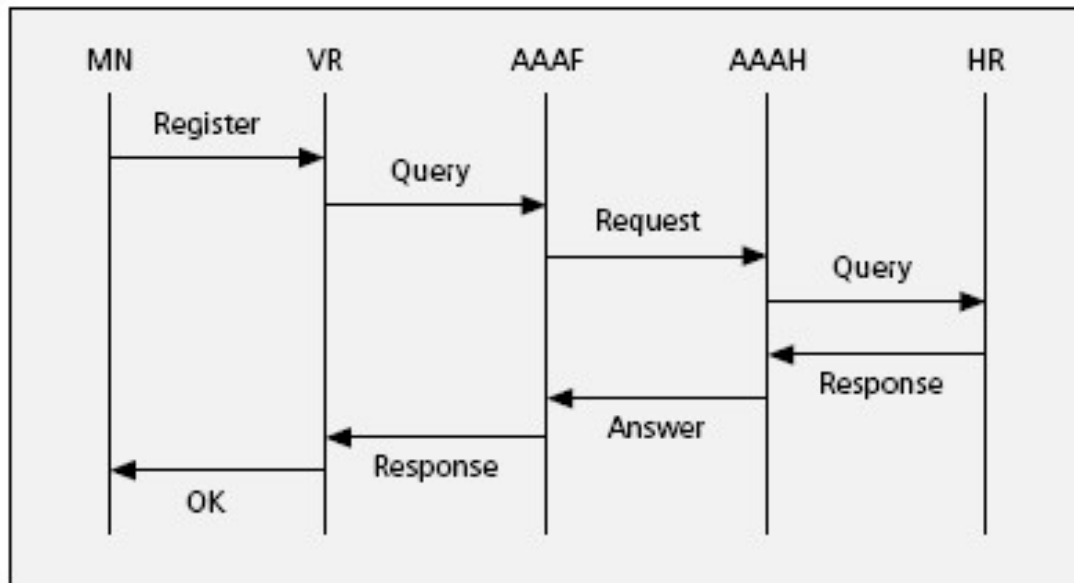 MN VR AAAF AAAH HR
Register
Query
Request
Query
Response
Answer
Response
OK